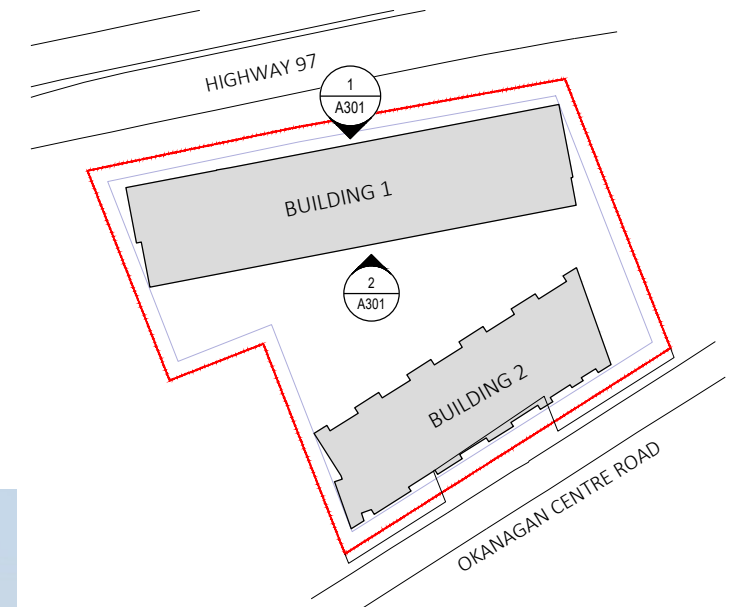 HIGHWAY 97
1
A301
BUILDING 1
2
A301
BUILDING 2
OKANAGAN CENTRE ROAD